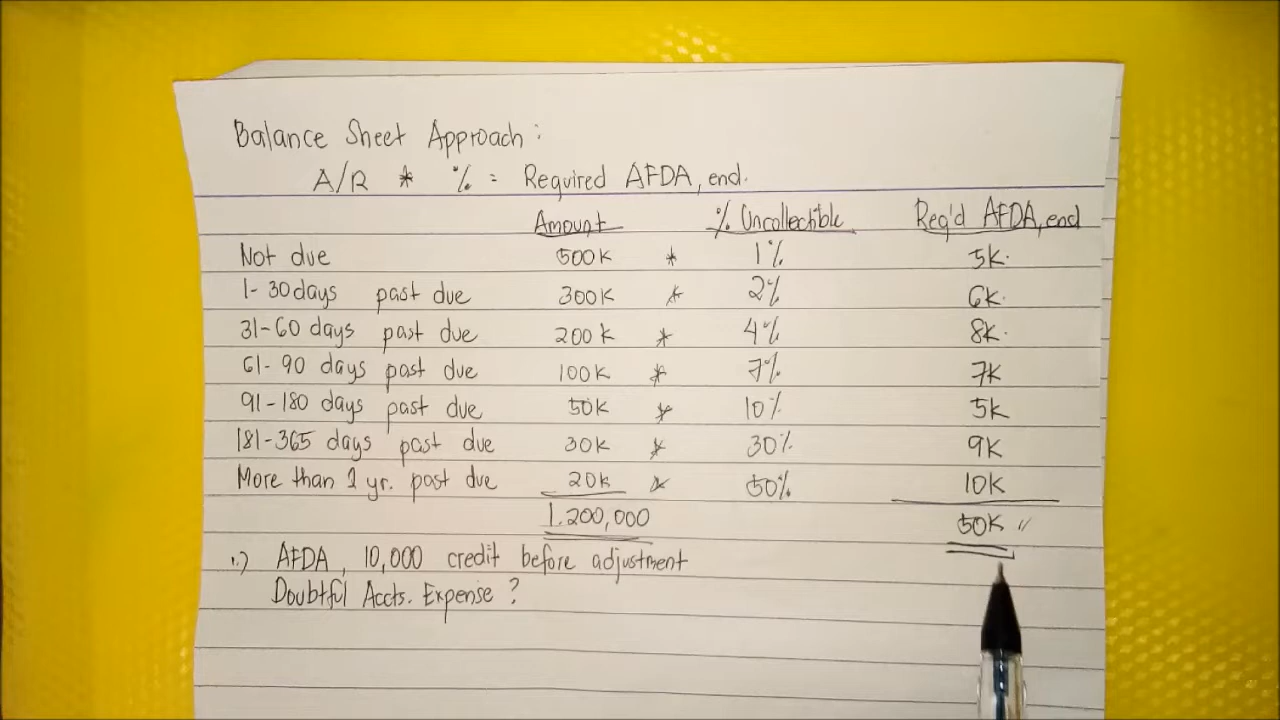 Balance Sheet Approach:
A/R * % = Required AFDA, end.
Amount % Uncollectible Req'd AFDA, end
Not due 500K * 1% 5K.
1-30 days past due 300K * 2% 6K.
31-60 days past due 200K * 4% 8K.
61-90 days past due 100K * 7% 7K
91-180 days past due 50K * 10% 5K
181-365 days past due 30K * 30% 9K
More than 1 yr. past due 20K * 50% 10K
1,200,000 50K //
1.) AFDA, 10,000 credit before adjustment
Doubtful Accts. Expense ?